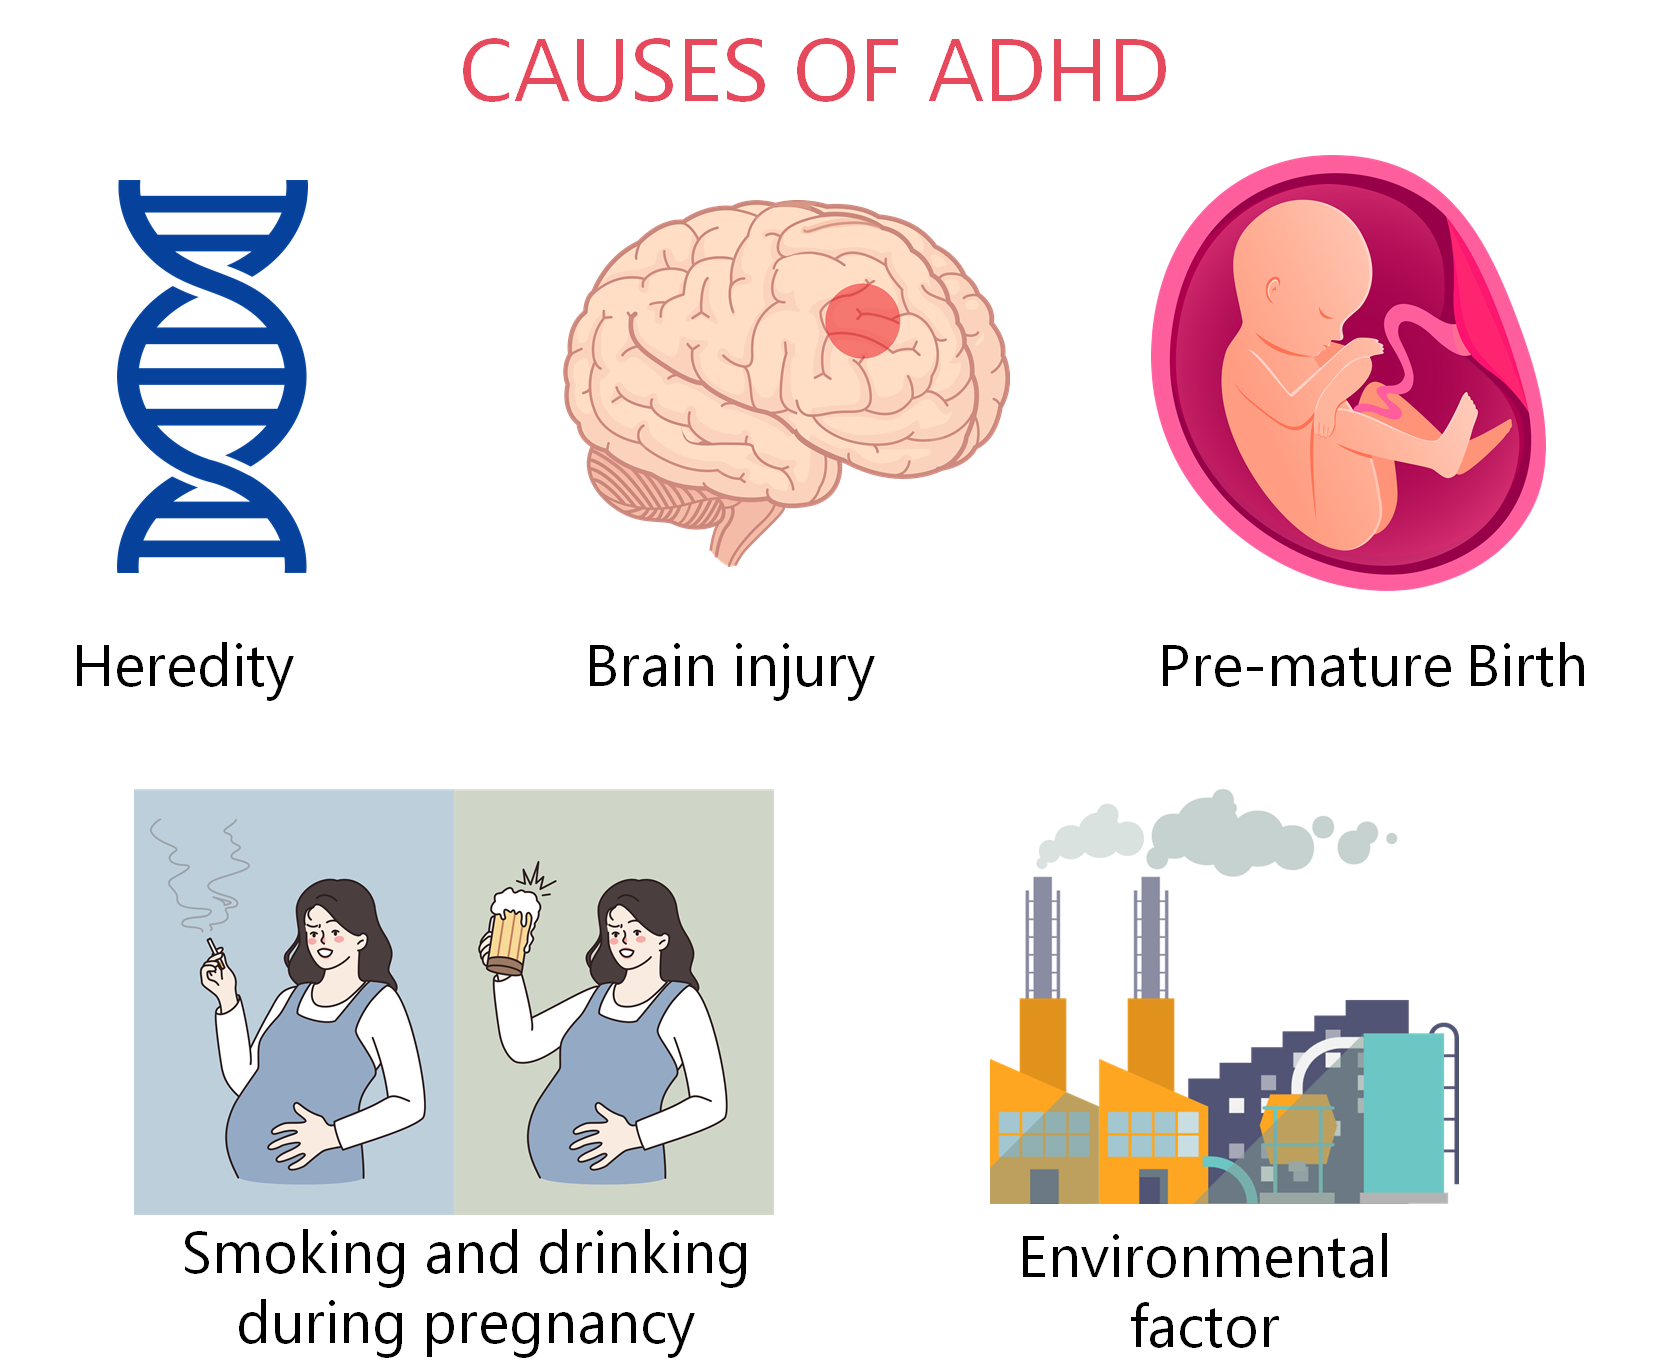 CAUSES OF ADHD
Heredity
Brain injury
Pre-mature Birth
Smoking and drinking
during pregnancy
Environmental
factor